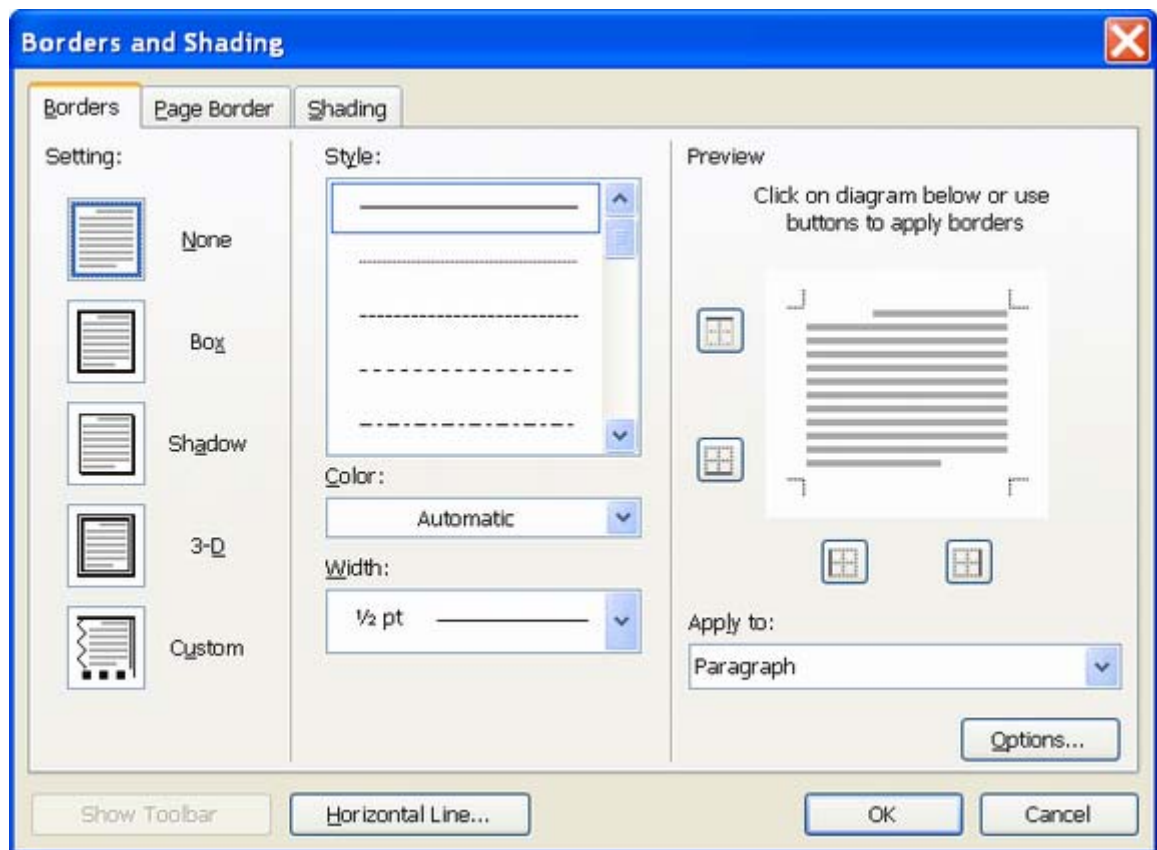 Borders and Shading
Borders
Page Border
Shading
Setting:
None
Box
Shadow
3-D
Custom
Style:
Color:
Automatic
Width:
½ pt
Preview
Click on diagram below or use
buttons to apply borders
Apply to:
Paragraph
Options...
Show Toolbar
Horizontal Line...
OK
Cancel